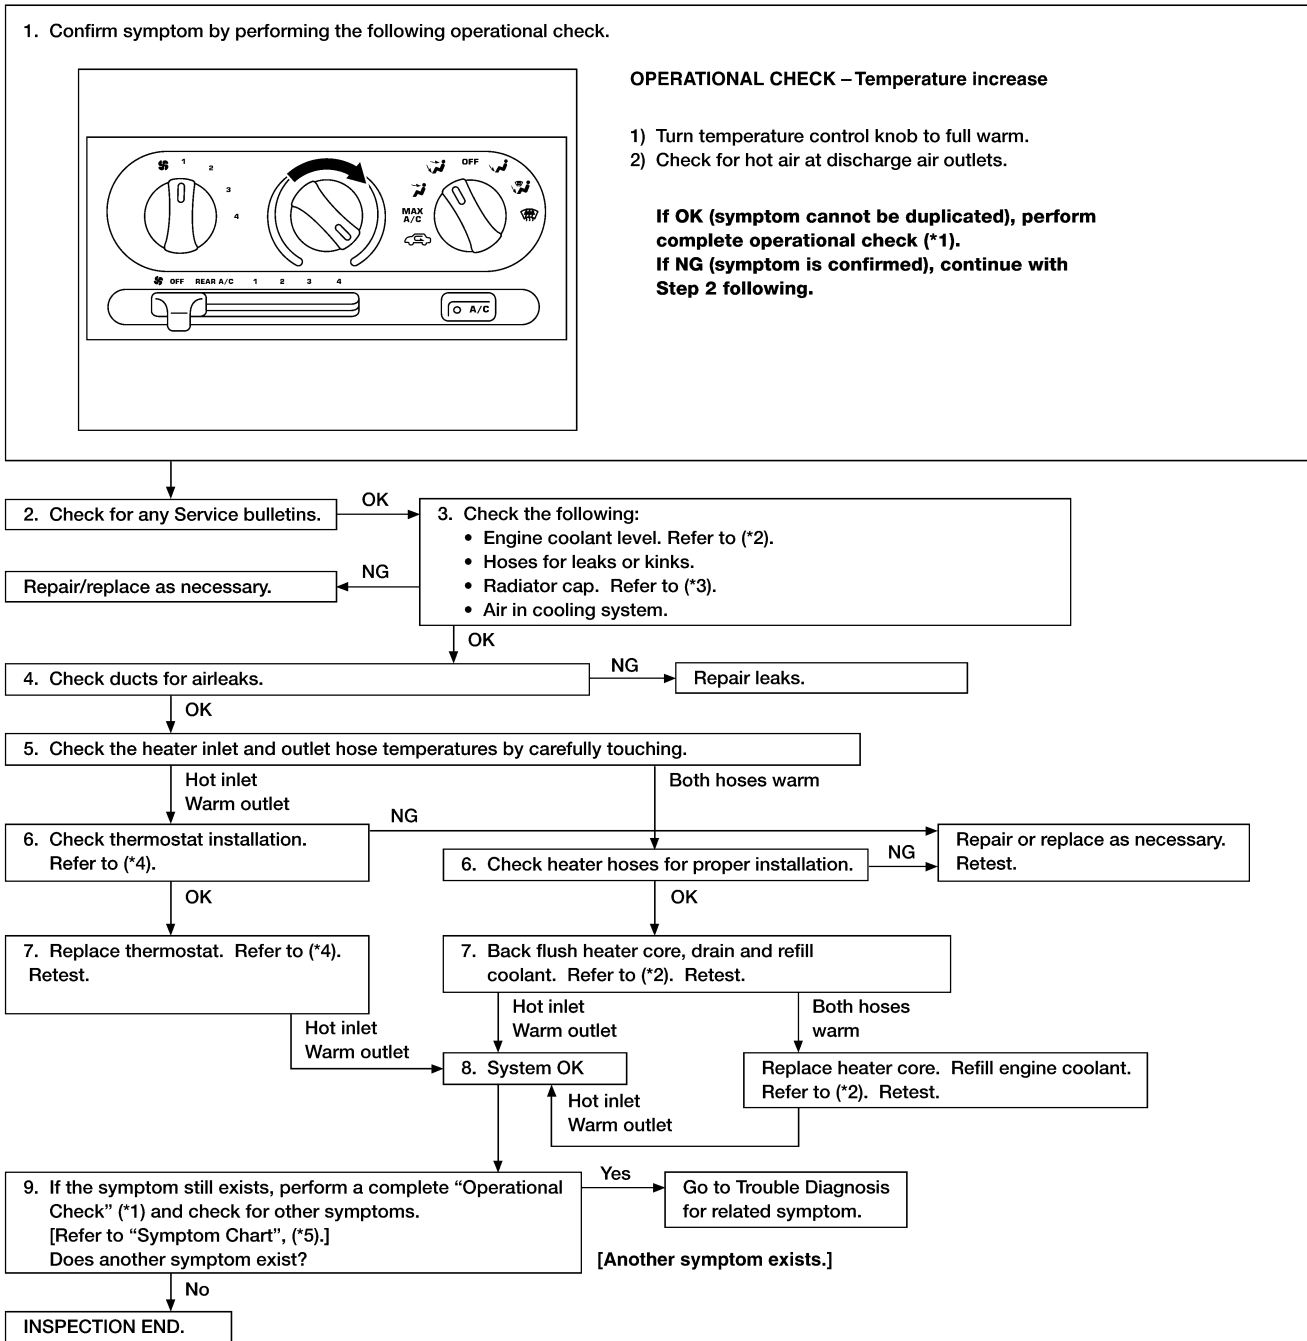 1. Confirm symptom by performing the following operational check.
1
2
3
4
OFF
MAX
A/C
OFF REAR A/C 1 2 3 4
A/C
OPERATIONAL CHECK – Temperature increase
1) Turn temperature control knob to full warm.
2) Check for hot air at discharge air outlets.
If OK (symptom cannot be duplicated), perform
complete operational check (*1).
If NG (symptom is confirmed), continue with
Step 2 following.
2. Check for any Service bulletins.
OK
3. Check the following:
• Engine coolant level. Refer to (*2).
• Hoses for leaks or kinks.
• Radiator cap. Refer to (*3).
• Air in cooling system.
NG
Repair/replace as necessary.
OK
4. Check ducts for airleaks.
NG
Repair leaks.
OK
5. Check the heater inlet and outlet hose temperatures by carefully touching.
Hot inlet
Warm outlet
Both hoses warm
6. Check thermostat installation.
Refer to (*4).
NG
6. Check heater hoses for proper installation.
NG
Repair or replace as necessary.
Retest.
OK
OK
7. Replace thermostat. Refer to (*4).
Retest.
7. Back flush heater core, drain and refill
coolant. Refer to (*2). Retest.
Hot inlet
Warm outlet
Hot inlet
Warm outlet
Both hoses
warm
8. System OK
Replace heater core. Refill engine coolant.
Refer to (*2). Retest.
Hot inlet
Warm outlet
9. If the symptom still exists, perform a complete “Operational
Check” (*1) and check for other symptoms.
[Refer to “Symptom Chart”, (*5).]
Does another symptom exist?
Yes
Go to Trouble Diagnosis
for related symptom.
[Another symptom exists.]
No
INSPECTION END.